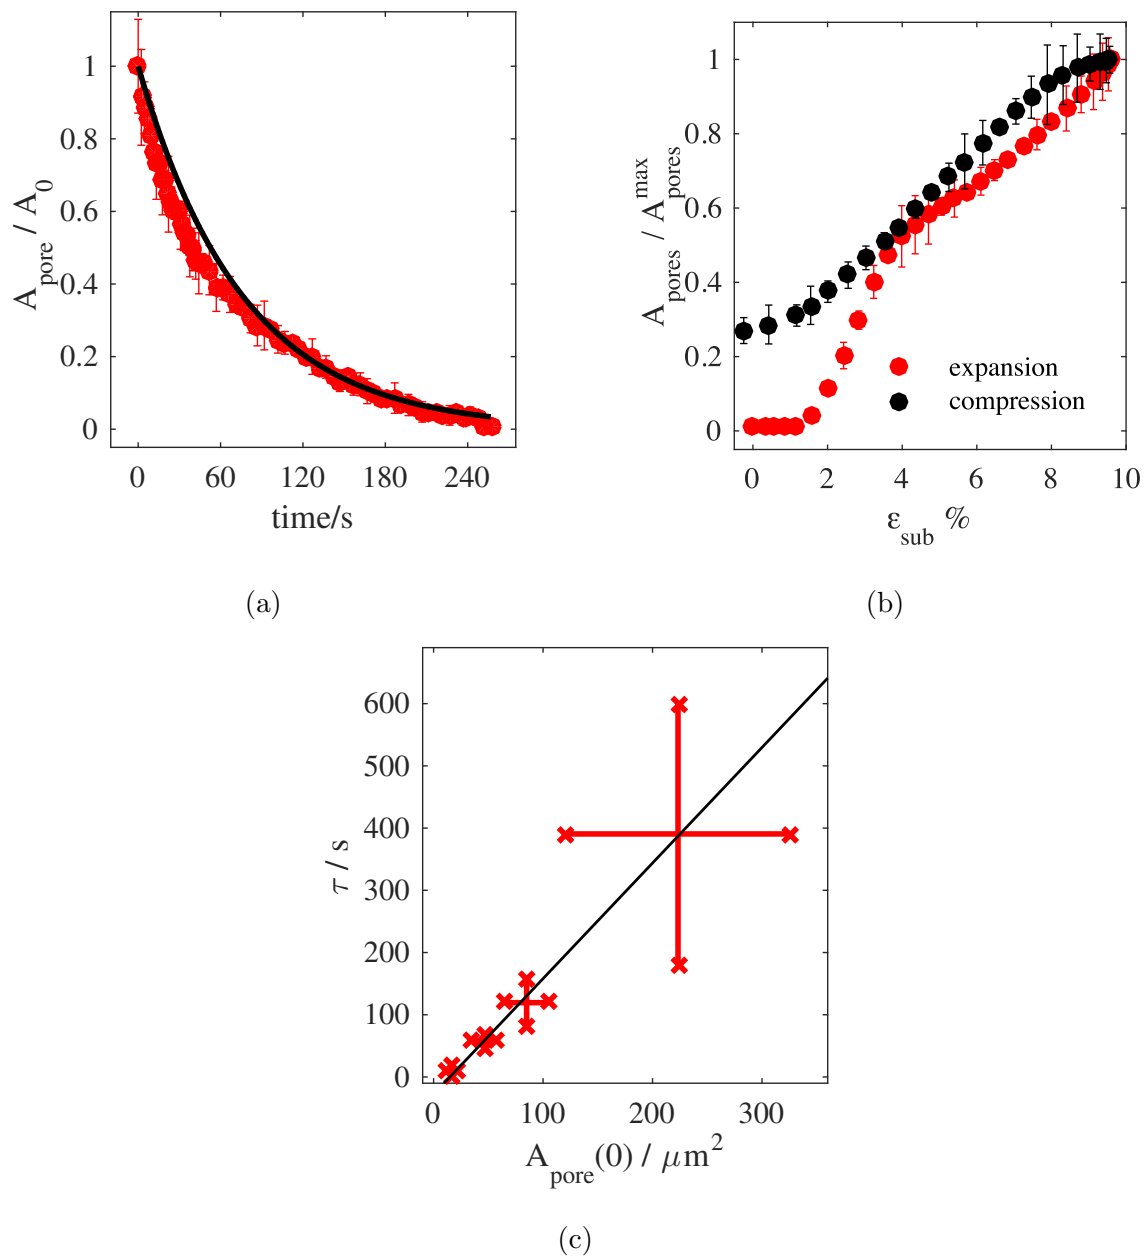 A_pore / A_0
1
0.8
0.6
0.4
0.2
0
0 60 120 180 240
time/s
(a)
A_pores / A_pores^max
1
0.8
0.6
0.4
0.2
0
expansion
compression
0 2 4 6 8 10
ε_sub %
(b)
τ / s
600
500
400
300
200
100
0
0 100 200 300
A_pore(0) / μm^2
(c)